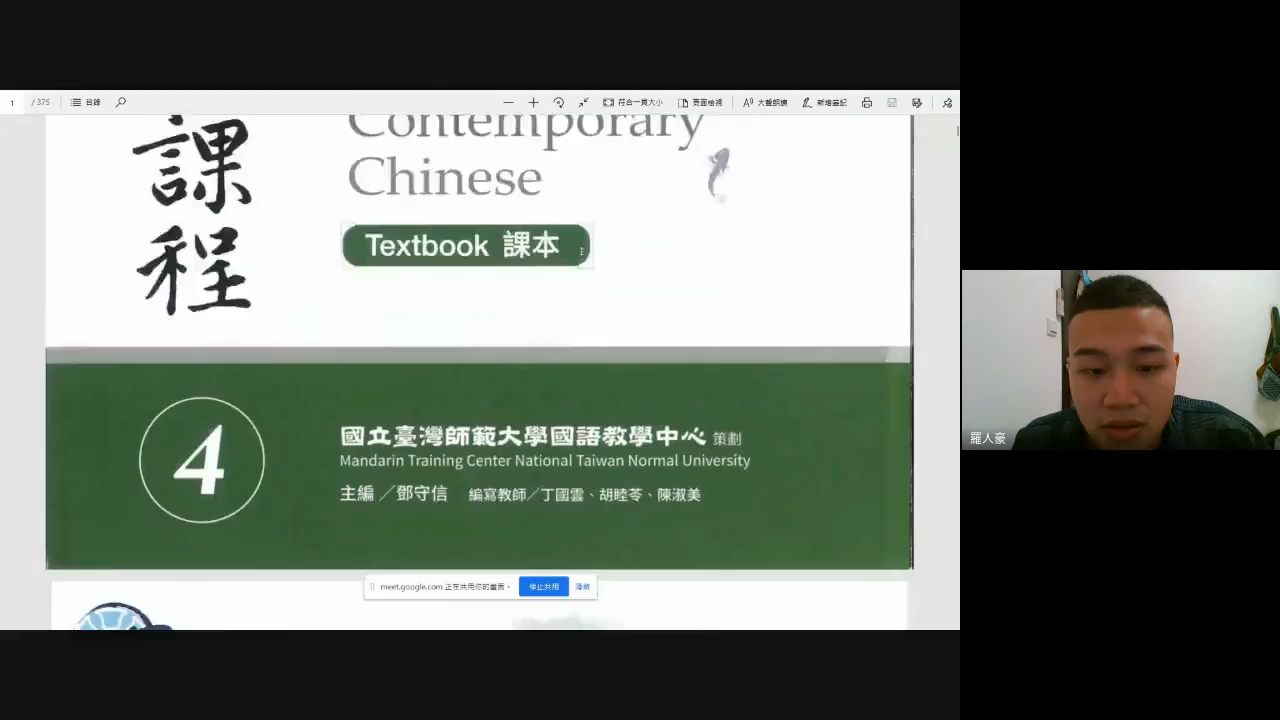 1 / 375 目錄 符合一頁大小 頁面檢視 大聲朗讀 新增筆記
課程
Contemporary
Chinese
Textbook 課本
4
國立臺灣師範大學國語教學中心 策劃
Mandarin Training Center National Taiwan Normal University
主編／鄧守信 編寫教師／丁國雲、胡睦苓、陳淑美
meet.google.com 正在共用你的畫面。 停止共用 隱藏
羅人豪